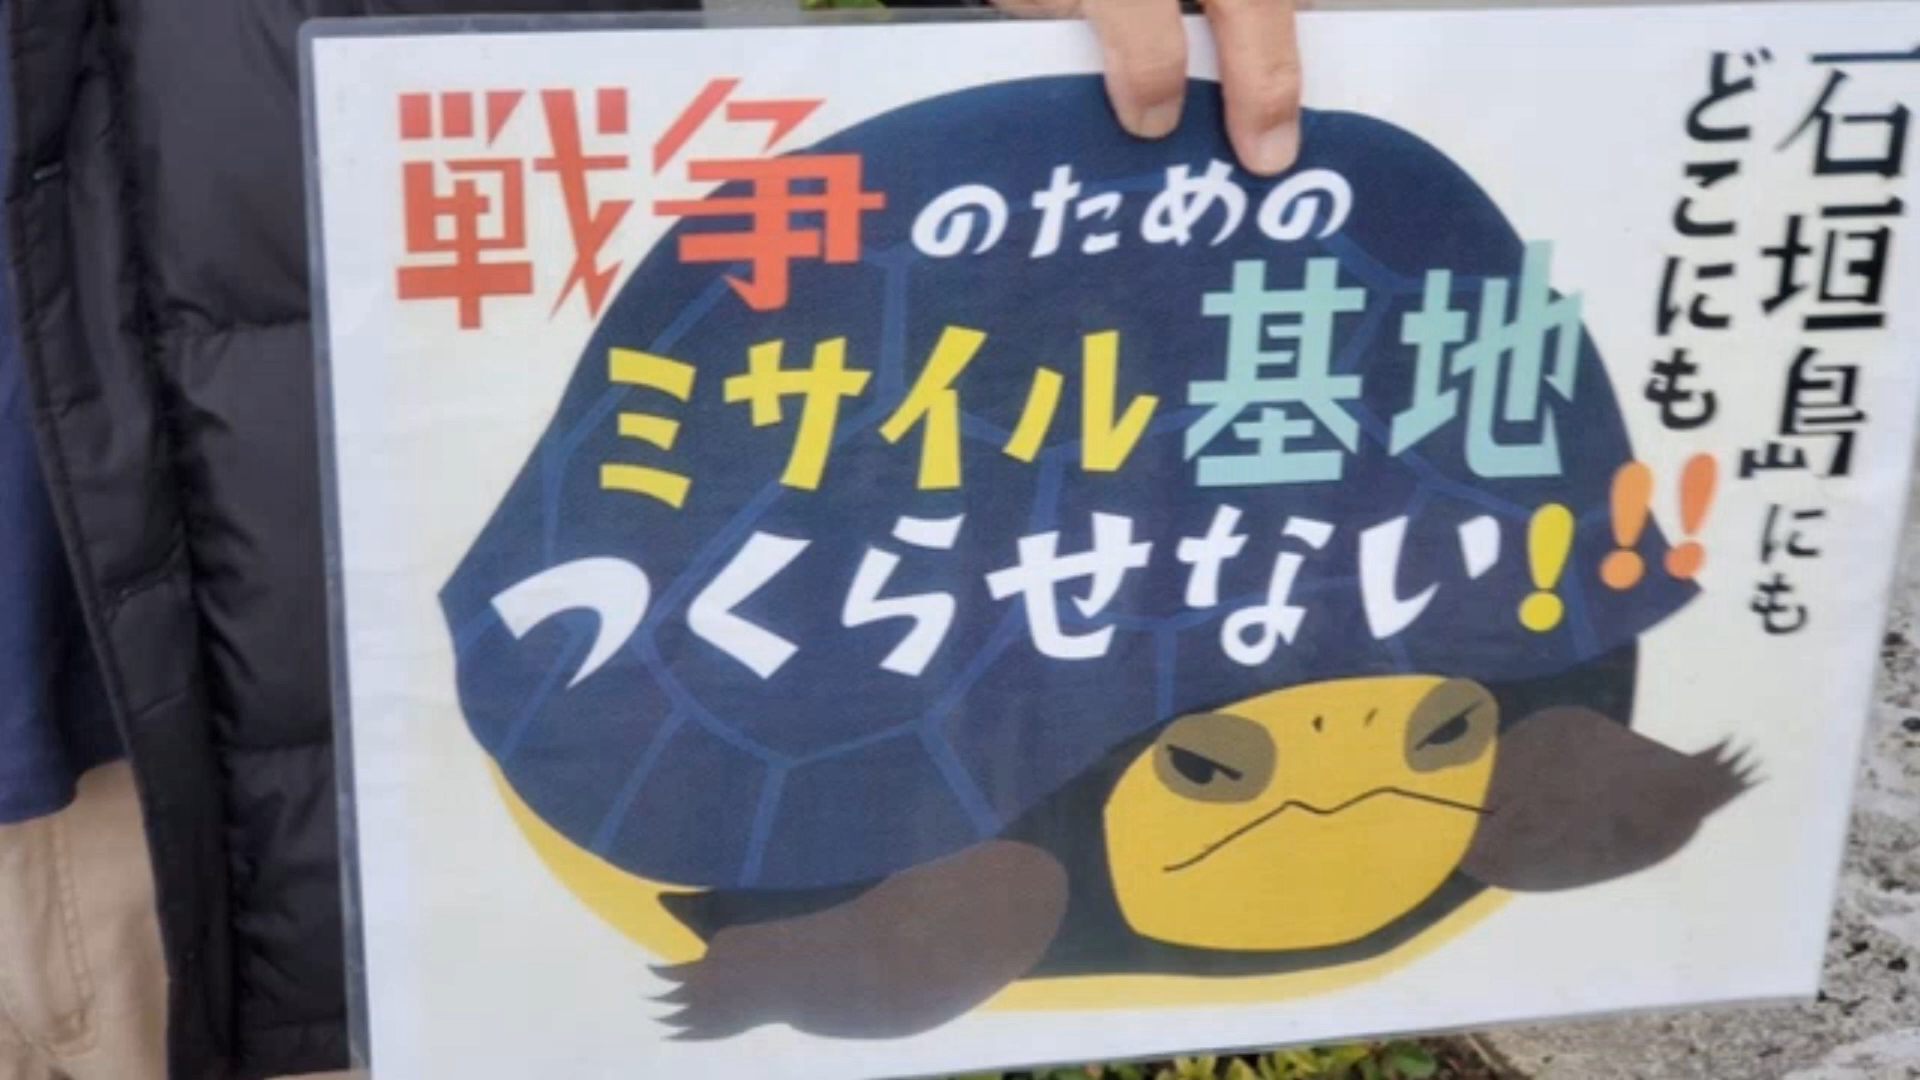 石垣島にも
どこにも
戦争のための
ミサイル基地
つくらせない!!!